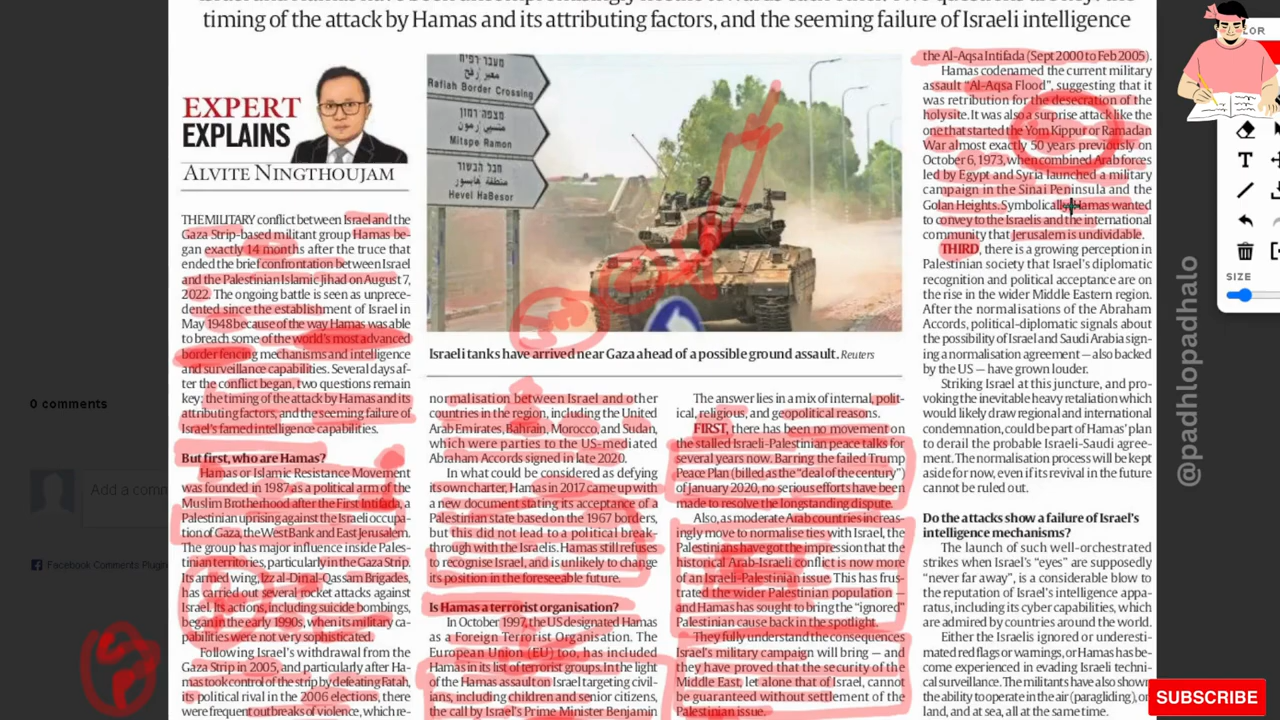 timing of the attack by Hamas and its attributing factors, and the seeming failure of Israeli intelligence
EXPERT
EXPLAINS
ALVITE NINGTHOUJAM
THE MILITARY conflict between Israel and the
Gaza Strip-based militant group Hamas be-
gan exactly 14 months after the truce that
ended the brief confrontation between Israel
and the Palestinian Islamic Jihad on August 7,
2022. The ongoing battle is seen as unprece-
dented since the establishment of Israel in
May 1948 because of the way Hamas was able
to breach some of the world's most advanced
border fencing mechanisms and intelligence
and surveillance capabilities. Several days af-
ter the conflict began, two questions remain
key: the timing of the attack by Hamas and its
attributing factors, and the seeming failure of
Israel's famed intelligence capabilities.
But first, who are Hamas?
Hamas or Islamic Resistance Movement
was founded in 1987 as a political arm of the
Muslim Brotherhood after the First Intifada, a
Palestinian uprising against the Israeli occupa-
tion of Gaza, the West Bank and East Jerusalem.
The group has major influence inside Pales-
tinian territories, particularly in the Gaza Strip.
Its armed wing, Izz al-Din al-Qassam Brigades,
has carried out several rocket attacks against
Israel. Its actions, including suicide bombings,
began in the early 1990s, when its military ca-
pabilities were not very sophisticated.
Following Israel's withdrawal from the
Gaza Strip in 2005, and particularly after Ha-
mas took control of the strip by defeating Fatah,
its political rival in the 2006 elections, there
were frequent outbreaks of violence, which re-
מעבר רפיח
معبر رفح
Rafiah Border Crossing
מצפה רמון
متسبي رمون
Mitspe Ramon
חבל הבשור
Hevel HaBesor
Israeli tanks have arrived near Gaza ahead of a possible ground assault. Reuters
normalisation between Israel and other
countries in the region, including the United
Arab Emirates, Bahrain, Morocco, and Sudan,
which were parties to the US-mediated
Abraham Accords signed in late 2020.
In what could be considered as defying
its own charter, Hamas in 2017 came up with
a new document stating its acceptance of a
Palestinian state based on the 1967 borders,
but this did not lead to a political break-
through with the Israelis. Hamas still refuses
to recognise Israel, and is unlikely to change
its position in the foreseeable future.
Is Hamas a terrorist organisation?
In October 1997, the US designated Hamas
as a Foreign Terrorist Organisation. The
European Union (EU) too, has included
Hamas in its list of terrorist groups. In the light
of the Hamas assault on Israel targeting civil-
ians, including children and senior citizens,
the call by Israel's Prime Minister Benjamin
The answer lies in a mix of internal, polit-
ical, religious, and geopolitical reasons.
FIRST, there has been no movement on
the stalled Israeli-Palestinian peace talks for
several years now. Barring the failed Trump
Peace Plan (billed as the "deal of the century")
of January 2020, no serious efforts have been
made to resolve the longstanding dispute.
Also, as moderate Arab countries increas-
ingly move to normalise ties with Israel, the
Palestinians have got the impression that the
historical Arab-Israeli conflict is now more
of an Israeli-Palestinian issue. This has frus-
trated the wider Palestinian population —
and Hamas has sought to bring the "ignored"
Palestinian cause back in the spotlight.
They fully understand the consequences
Israel's military campaign will bring — and
they have proved that the security of the
Middle East, let alone that of Israel, cannot
be guaranteed without settlement of the
Palestinian issue.
the Al-Aqsa Intifada (Sept 2000 to Feb 2005).
Hamas codenamed the current military
assault "Al-Aqsa Flood", suggesting that it
was retribution for the desecration of the
holy site. It was also a surprise attack like the
one that started the Yom Kippur or Ramadan
War almost exactly 50 years previously on
October 6, 1973, when combined Arab forces
led by Egypt and Syria launched a military
campaign in the Sinai Peninsula and the
Golan Heights. Symbolically, Hamas wanted
to convey to the Israelis and the international
community that Jerusalem is undividable.
THIRD, there is a growing perception in
Palestinian society that Israel's diplomatic
recognition and political acceptance are on
the rise in the wider Middle Eastern region.
After the normalisations of the Abraham
Accords, political-diplomatic signals about
the possibility of Israel and Saudi Arabia sign-
ing a normalisation agreement — also backed
by the US — have grown louder.
Striking Israel at this juncture, and pro-
voking the inevitable heavy retaliation which
would likely draw regional and international
condemnation, could be part of Hamas' plan
to derail the probable Israeli-Saudi agree-
ment. The normalisation process will be kept
aside for now, even if its revival in the future
cannot be ruled out.
Do the attacks show a failure of Israel's
intelligence mechanisms?
The launch of such well-orchestrated
strikes when Israel's "eyes" are supposedly
"never far away", is a considerable blow to
the reputation of Israel's intelligence appa-
ratus, including its cyber capabilities, which
are admired by countries around the world.
Either the Israelis ignored or underesti-
mated red flags or warnings, or Hamas has be-
come experienced in evading Israeli techni-
cal surveillance. The militants have also shown
the ability to operate in the air (paragliding), on
land, and at sea, all at the same time.
0 comments
Add a comm
Facebook Comments Plugin
@padhlopadhalo
SIZE
SUBSCRIBE